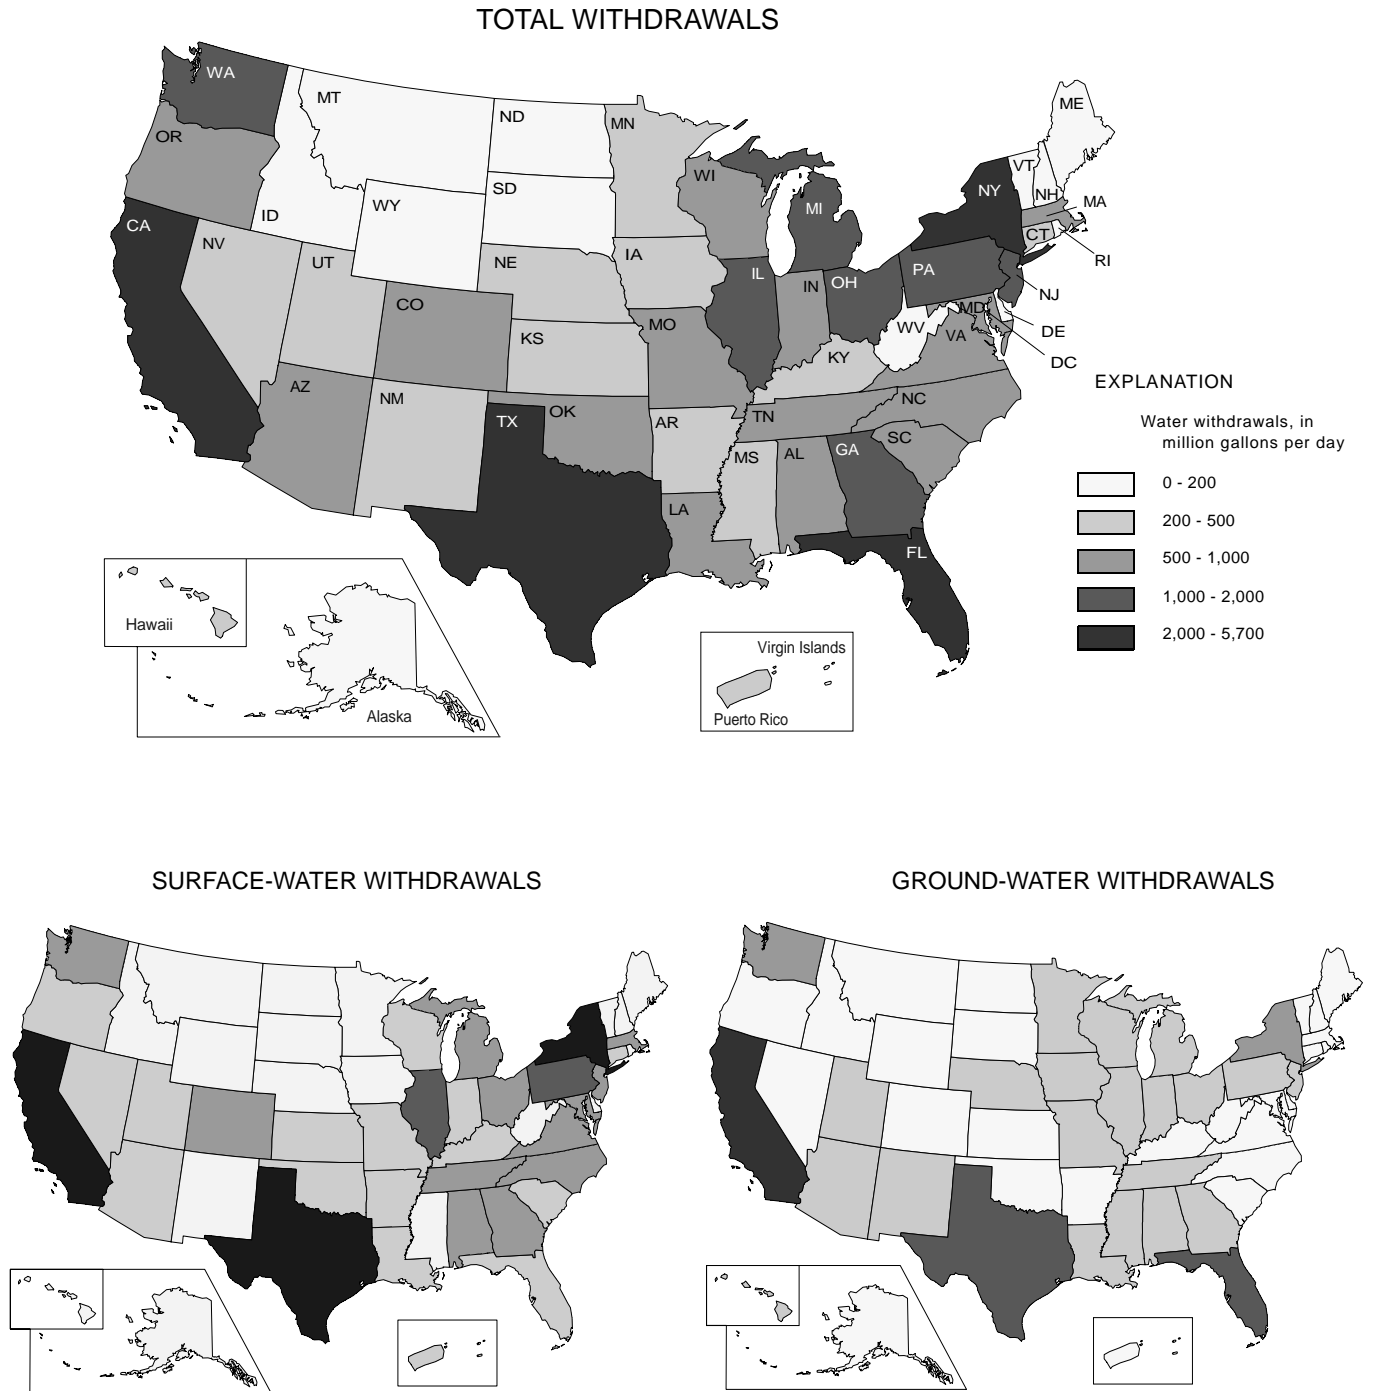 TOTAL WITHDRAWALS
WA
MT
ND
MN
ME
OR
ID
WY
SD
WI
MI
NY
VT
NH
MA
CT
RI
CA
NV
UT
NE
IA
IL
IN
OH
PA
NJ
CO
KS
MO
KY
WV
MD
VA
DE
DC
AZ
NM
OK
TX
AR
TN
NC
SC
MS
AL
GA
LA
FL
EXPLANATION
Water withdrawals, in
million gallons per day
0 - 200
200 - 500
500 - 1,000
1,000 - 2,000
2,000 - 5,700
Hawaii
Alaska
Virgin Islands
Puerto Rico
SURFACE-WATER WITHDRAWALS
GROUND-WATER WITHDRAWALS